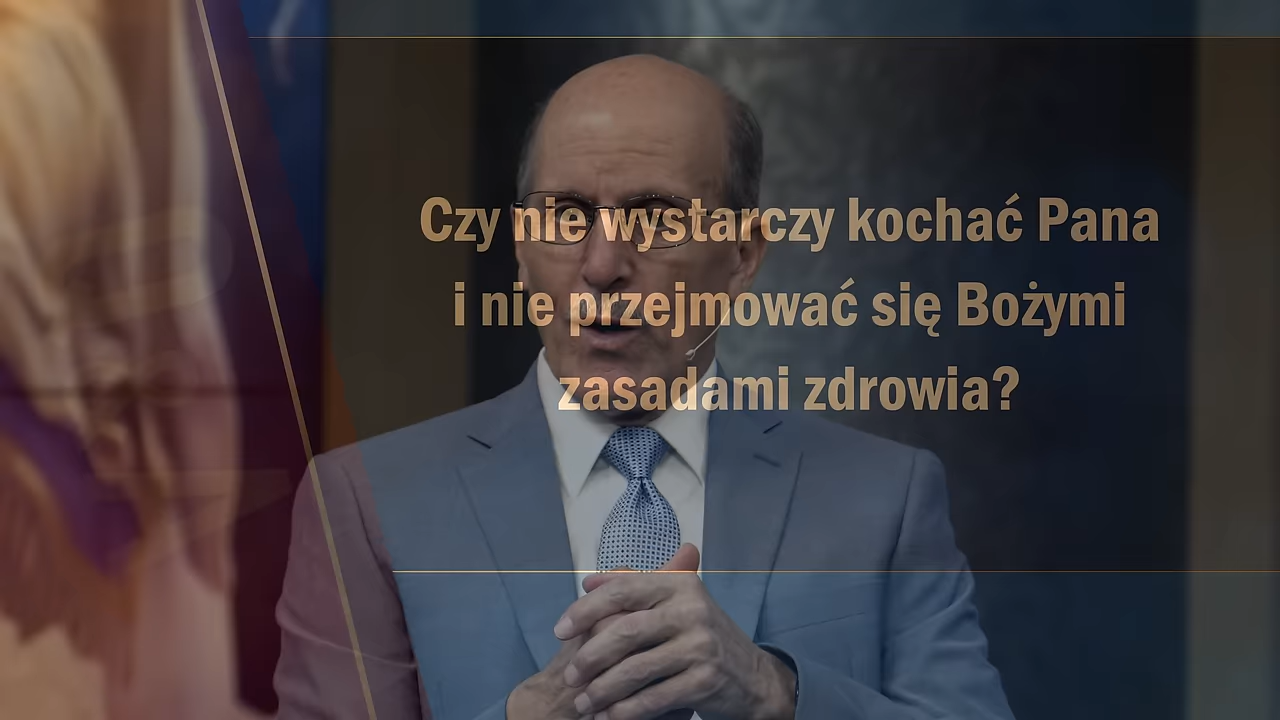 Czy nie wystarczy kochać Pana
i nie przejmować się Bożymi
zasadami zdrowia?